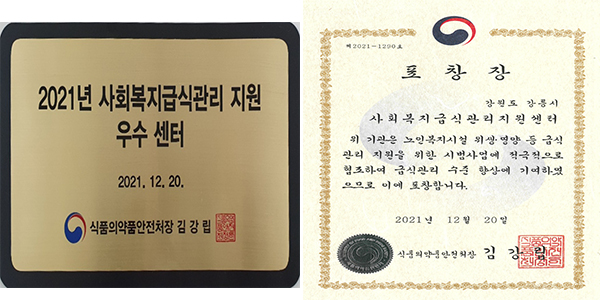 2021년 사회복지급식관리 지원
우수 센터
2021. 12. 20.
식품의약품안전처장 김 강 립
제2021-1290호
표 창 장
강원도 강릉시
사회복지급식관리지원센터
위 기관은 노인복지시설 위생·영양 등 급식
관리 지원을 위한 시범사업에 적극적으로
협조하여 급식관리 수준 향상에 기여하였
으므로 이에 표창합니다.
2021년 12월 20일
식품의약품안전처장 김 강 립